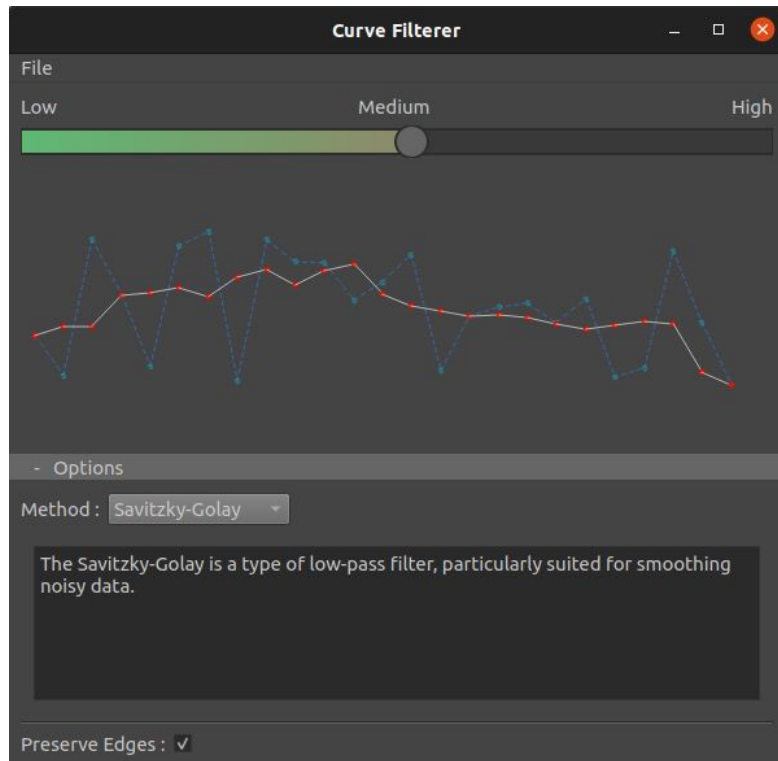 Curve Filterer
File
Low Medium High
- Options
Method : Savitzky-Golay
The Savitzky-Golay is a type of low-pass filter, particularly suited for smoothing
noisy data.
Preserve Edges :